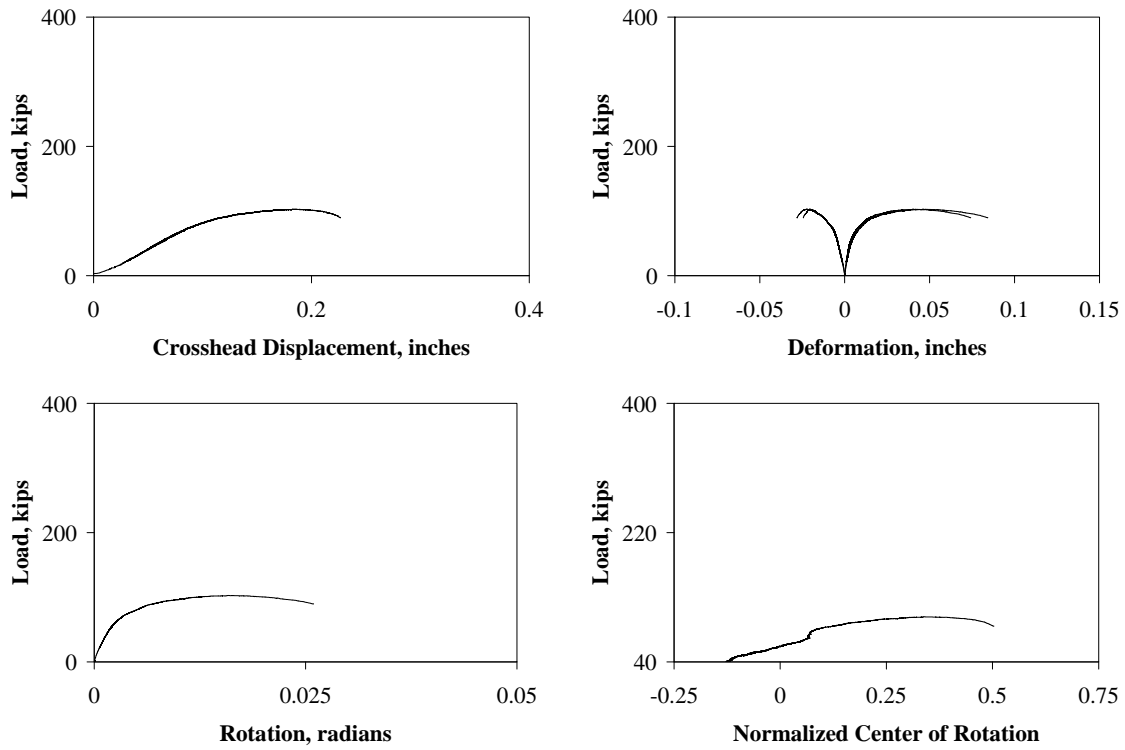 400
200
0
Load, kips
0 0.2 0.4
Crosshead Displacement, inches
400
200
0
Load, kips
-0.1 -0.05 0 0.05 0.1 0.15
Deformation, inches
400
200
0
Load, kips
0 0.025 0.05
Rotation, radians
400
220
40
Load, kips
-0.25 0 0.25 0.5 0.75
Normalized Center of Rotation